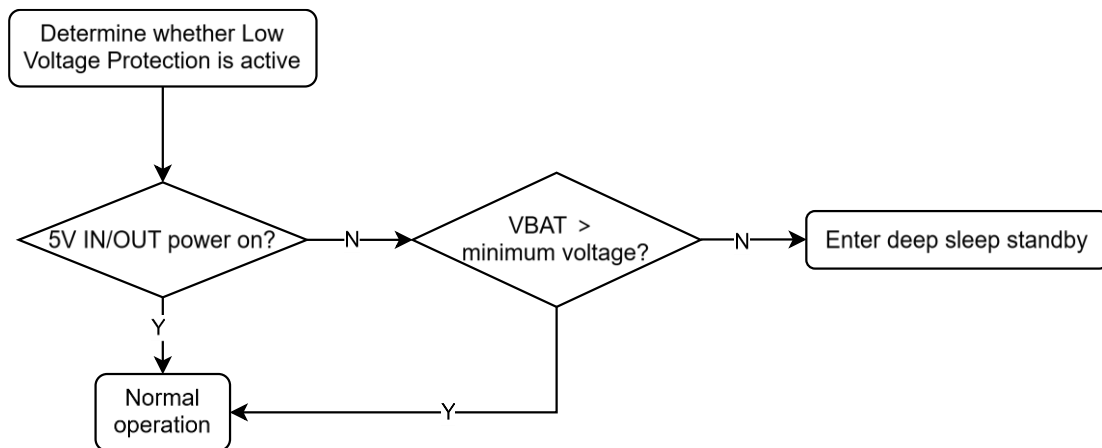 Determine whether Low
Voltage Protection is active
5V IN/OUT power on?
N
VBAT >
minimum voltage?
N
Enter deep sleep standby
Y
Normal
operation
Y